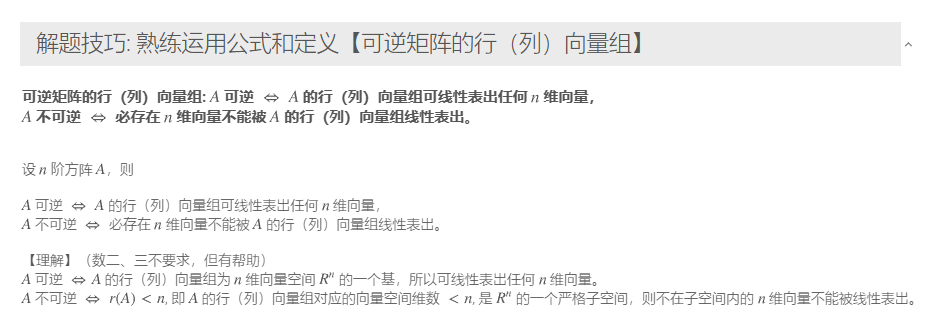 解题技巧: 熟练运用公式和定义【可逆矩阵的行（列）向量组】
可逆矩阵的行（列）向量组: A 可逆 ⇔ A 的行（列）向量组可线性表出任何 n 维向量，
A 不可逆 ⇔ 必存在 n 维向量不能被 A 的行（列）向量组线性表出。
设 n 阶方阵 A，则
A 可逆 ⇔ A 的行（列）向量组可线性表出任何 n 维向量，
A 不可逆 ⇔ 必存在 n 维向量不能被 A 的行（列）向量组线性表出。
【理解】（数二、三不要求，但有帮助）
A 可逆 ⇔ A 的行（列）向量组为 n 维向量空间 Rⁿ 的一个基，所以可线性表出任何 n 维向量。
A 不可逆 ⇔ r(A) < n, 即 A 的行（列）向量组对应的向量空间维数 < n, 是 Rⁿ 的一个严格子空间，则不在子空间内的 n 维向量不能被线性表出。